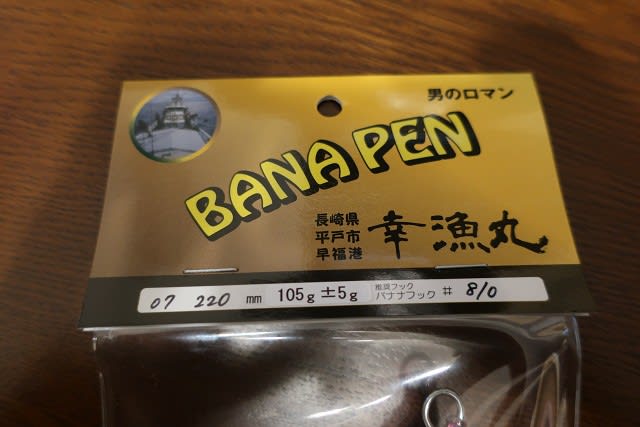 男のロマン
BANA PEN
長崎県
平戸市
早福港
幸漁丸
07 220 mm 105g ±5g 推奨フック
バナナフック # 8/0